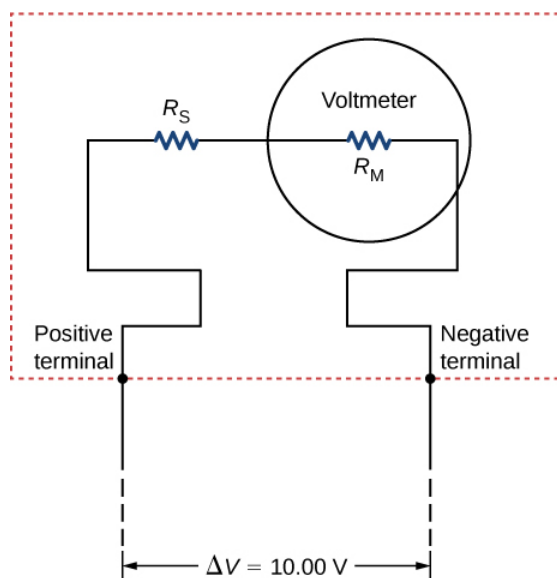 R_S
Voltmeter
R_M
Positive
terminal
Negative
terminal
ΔV = 10.00 V